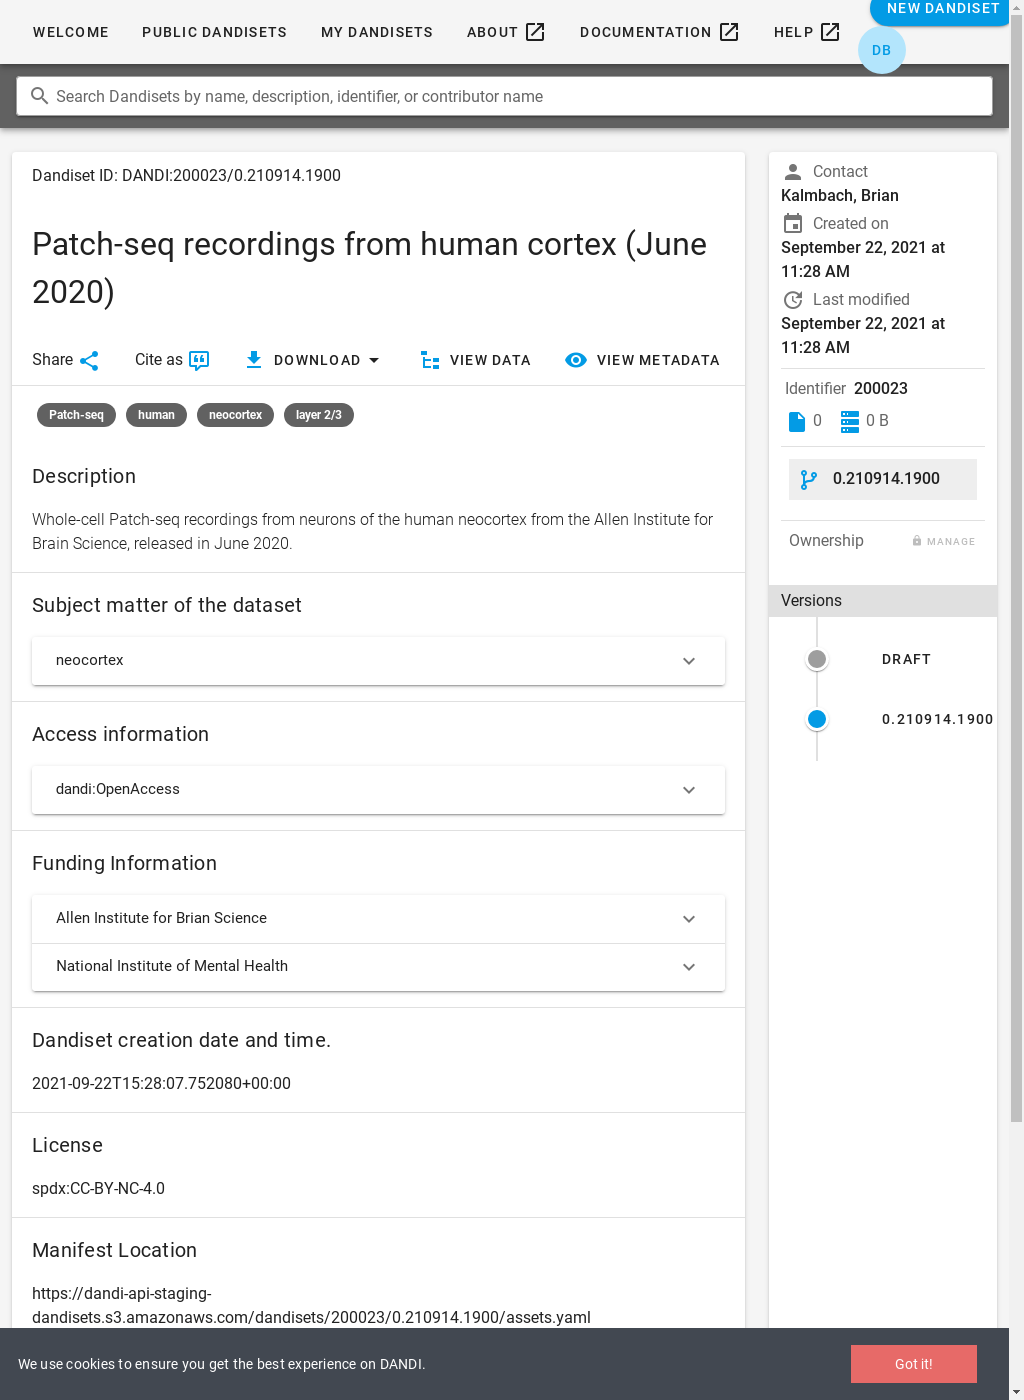 WELCOME PUBLIC DANDISETS MY DANDISETS ABOUT DOCUMENTATION HELP NEW DANDISET
DB
Search Dandisets by name, description, identifier, or contributor name
Dandiset ID: DANDI:200023/0.210914.1900
Patch-seq recordings from human cortex (June
2020)
Share Cite as DOWNLOAD VIEW DATA VIEW METADATA
Patch-seq human neocortex layer 2/3
Description
Whole-cell Patch-seq recordings from neurons of the human neocortex from the Allen Institute for
Brain Science, released in June 2020.
Subject matter of the dataset
neocortex
Access information
dandi:OpenAccess
Funding Information
Allen Institute for Brian Science
National Institute of Mental Health
Dandiset creation date and time.
2021-09-22T15:28:07.752080+00:00
License
spdx:CC-BY-NC-4.0
Manifest Location
https://dandi-api-staging-
dandisets.s3.amazonaws.com/dandisets/200023/0.210914.1900/assets.yaml
Contact
Kalmbach, Brian
Created on
September 22, 2021 at
11:28 AM
Last modified
September 22, 2021 at
11:28 AM
Identifier 200023
0 0 B
0.210914.1900
Ownership MANAGE
Versions
DRAFT
0.210914.1900
We use cookies to ensure you get the best experience on DANDI. Got it!